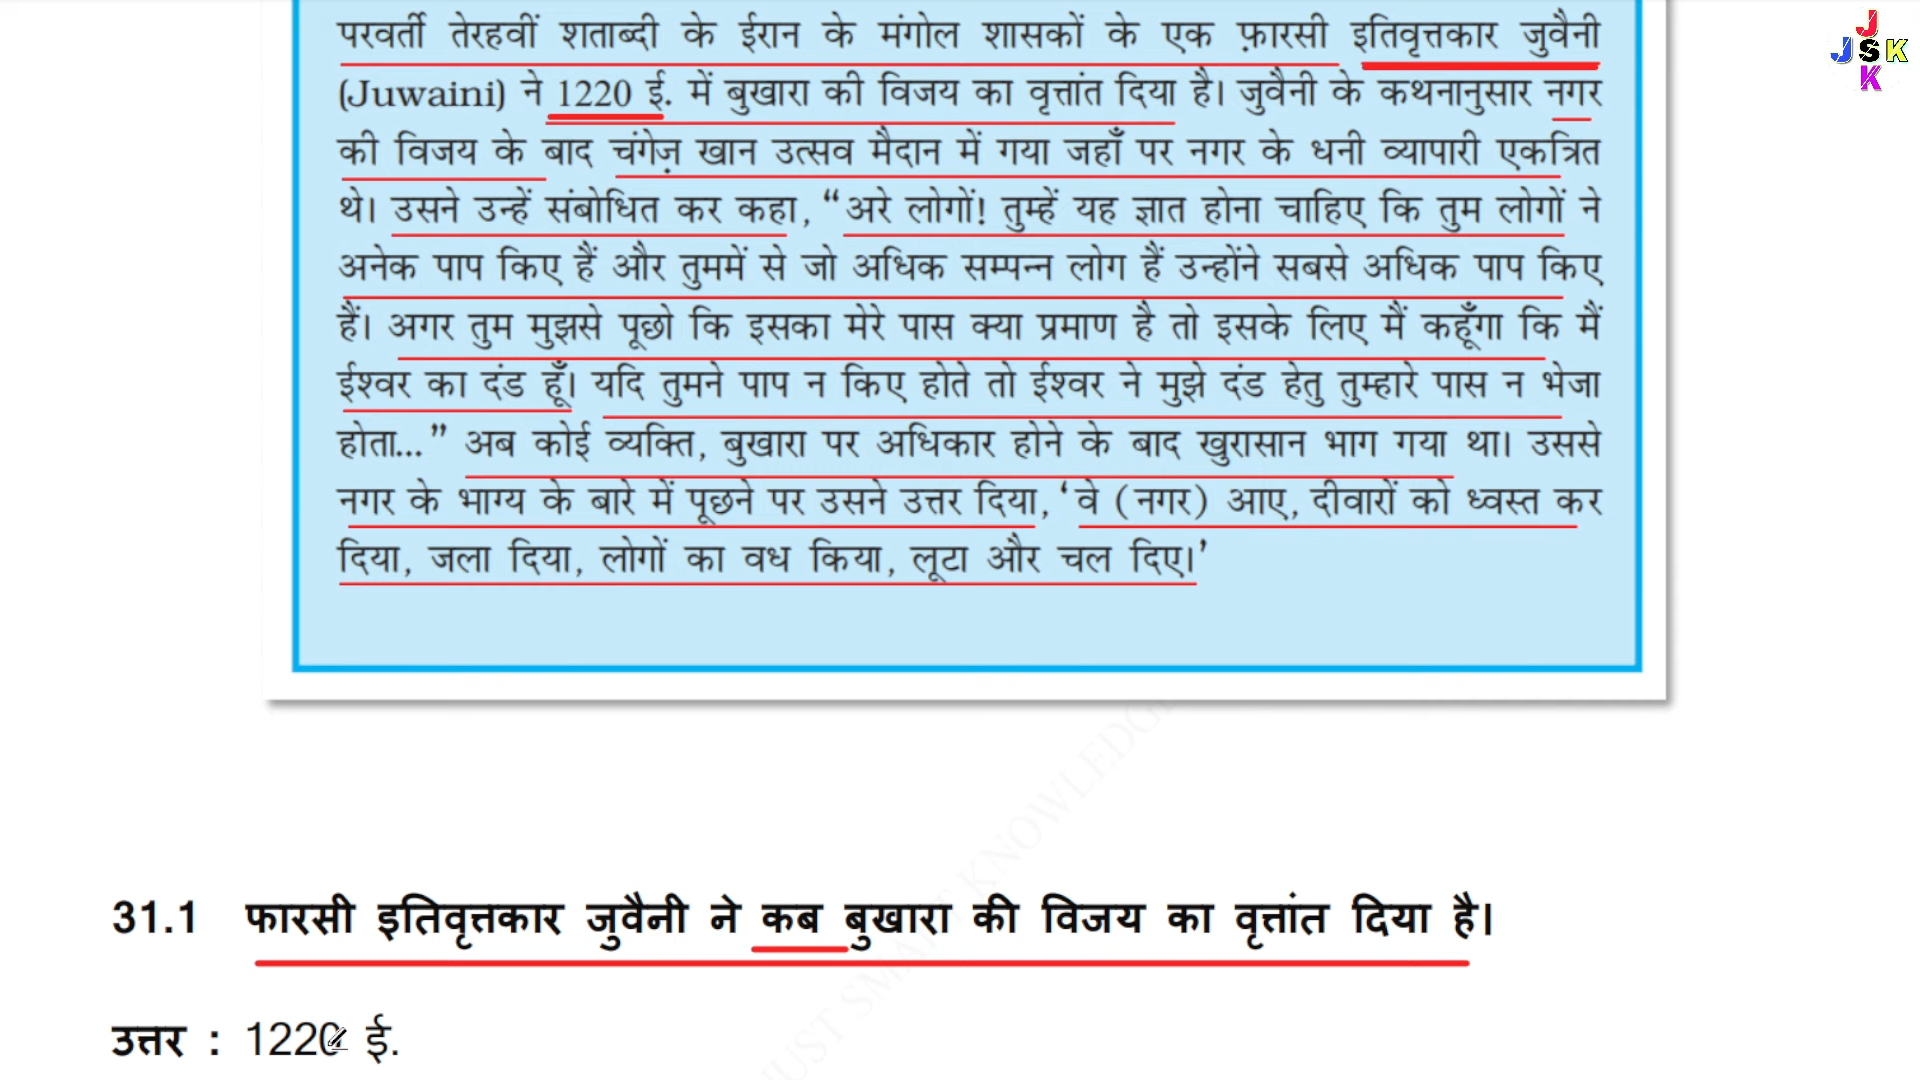 परवर्ती तेरहवीं शताब्दी के ईरान के मंगोल शासकों के एक फ़ारसी इतिवृत्तकार जुवैनी
(Juwaini) ने 1220 ई. में बुखारा की विजय का वृत्तांत दिया है। जुवैनी के कथनानुसार नगर
की विजय के बाद चंगेज़ खान उत्सव मैदान में गया जहाँ पर नगर के धनी व्यापारी एकत्रित
थे। उसने उन्हें संबोधित कर कहा, “अरे लोगों! तुम्हें यह ज्ञात होना चाहिए कि तुम लोगों ने
अनेक पाप किए हैं और तुममें से जो अधिक सम्पन्न लोग हैं उन्होंने सबसे अधिक पाप किए
हैं। अगर तुम मुझसे पूछो कि इसका मेरे पास क्या प्रमाण है तो इसके लिए मैं कहूँगा कि मैं
ईश्वर का दंड हूँ। यदि तुमने पाप न किए होते तो ईश्वर ने मुझे दंड हेतु तुम्हारे पास न भेजा
होता...” अब कोई व्यक्ति, बुखारा पर अधिकार होने के बाद खुरासान भाग गया था। उससे
नगर के भाग्य के बारे में पूछने पर उसने उत्तर दिया, ‘वे (नगर) आए, दीवारों को ध्वस्त कर
दिया, जला दिया, लोगों का वध किया, लूटा और चल दिए।’
31.1 फारसी इतिवृत्तकार जुवैनी ने कब बुखारा की विजय का वृत्तांत दिया है।
उत्तर : 1220 ई.
J
J S K
K
JUST SMART KNOWLEDGE